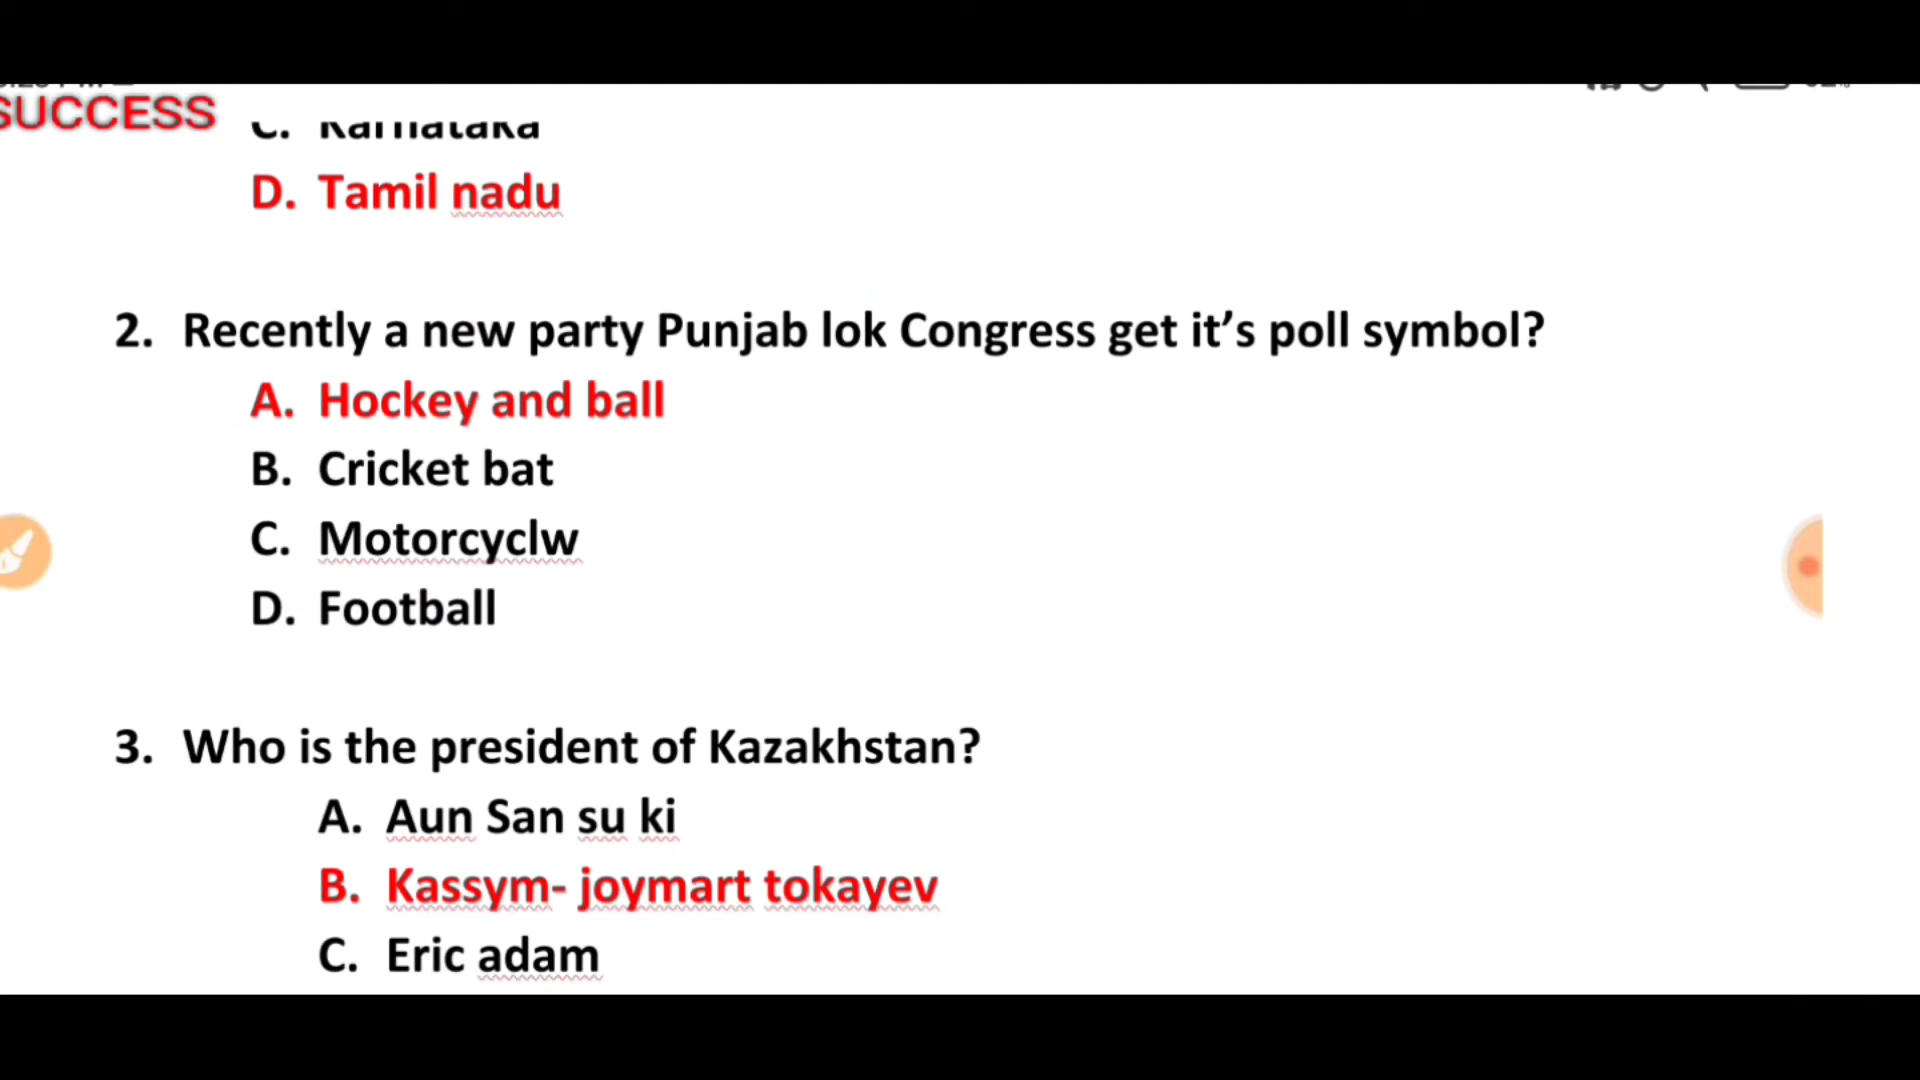 SUCCESS
C. Karnataka
D. Tamil nadu
2. Recently a new party Punjab lok Congress get it’s poll symbol?
A. Hockey and ball
B. Cricket bat
C. Motorcyclw
D. Football
3. Who is the president of Kazakhstan?
A. Aun San su ki
B. Kassym- joymart tokayev
C. Eric adam